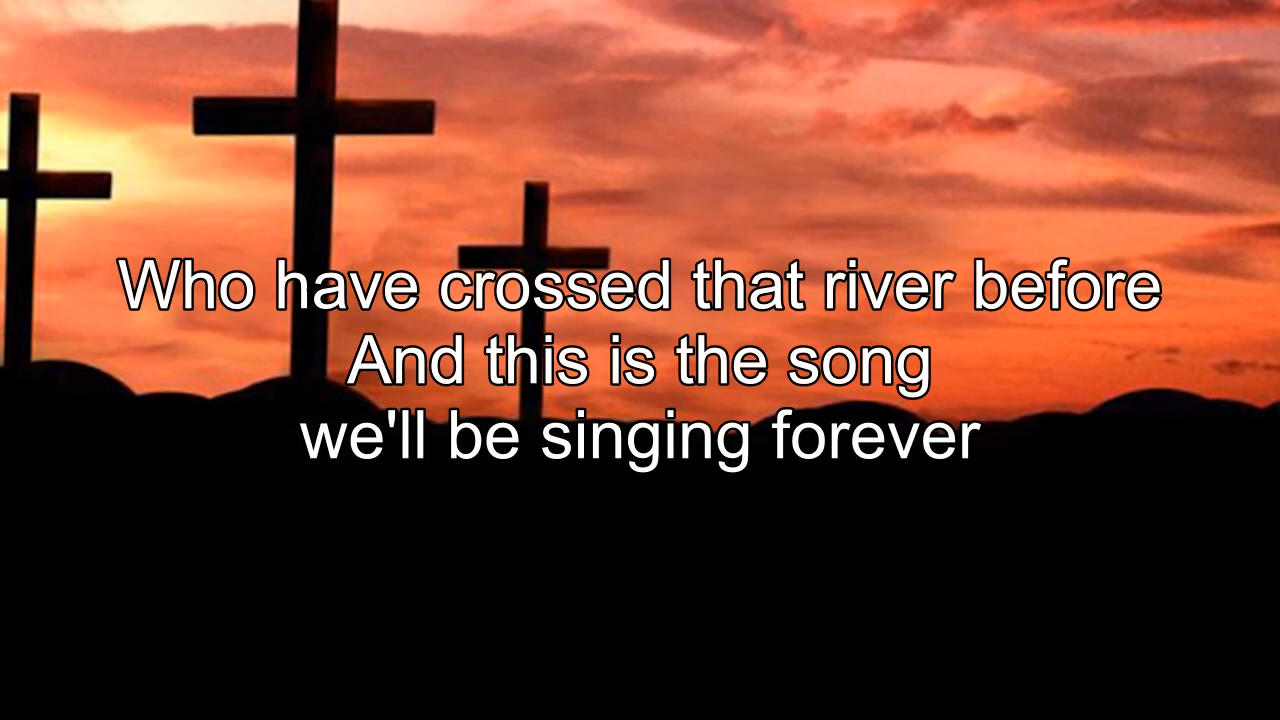 Who have crossed that river before
And this is the song
we'll be singing forever